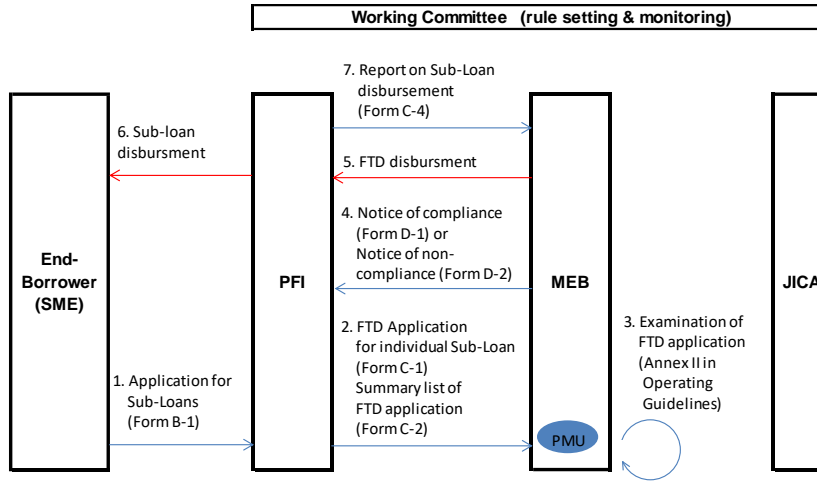 Working Committee (rule setting & monitoring)
7. Report on Sub-Loan
disbursement
(Form C-4)
6. Sub-loan
disbursment
5. FTD disbursment
4. Notice of compliance
(Form D-1) or
Notice of non-
compliance (Form D-2)
End-
Borrower
(SME)
PFI
MEB
JICA
2. FTD Application
for individual Sub-Loan
(Form C-1)
Summary list of
FTD application
(Form C-2)
3. Examination of
FTD application
(Annex II in
Operating
Guidelines)
1. Application for
Sub-Loans
(Form B-1)
PMU